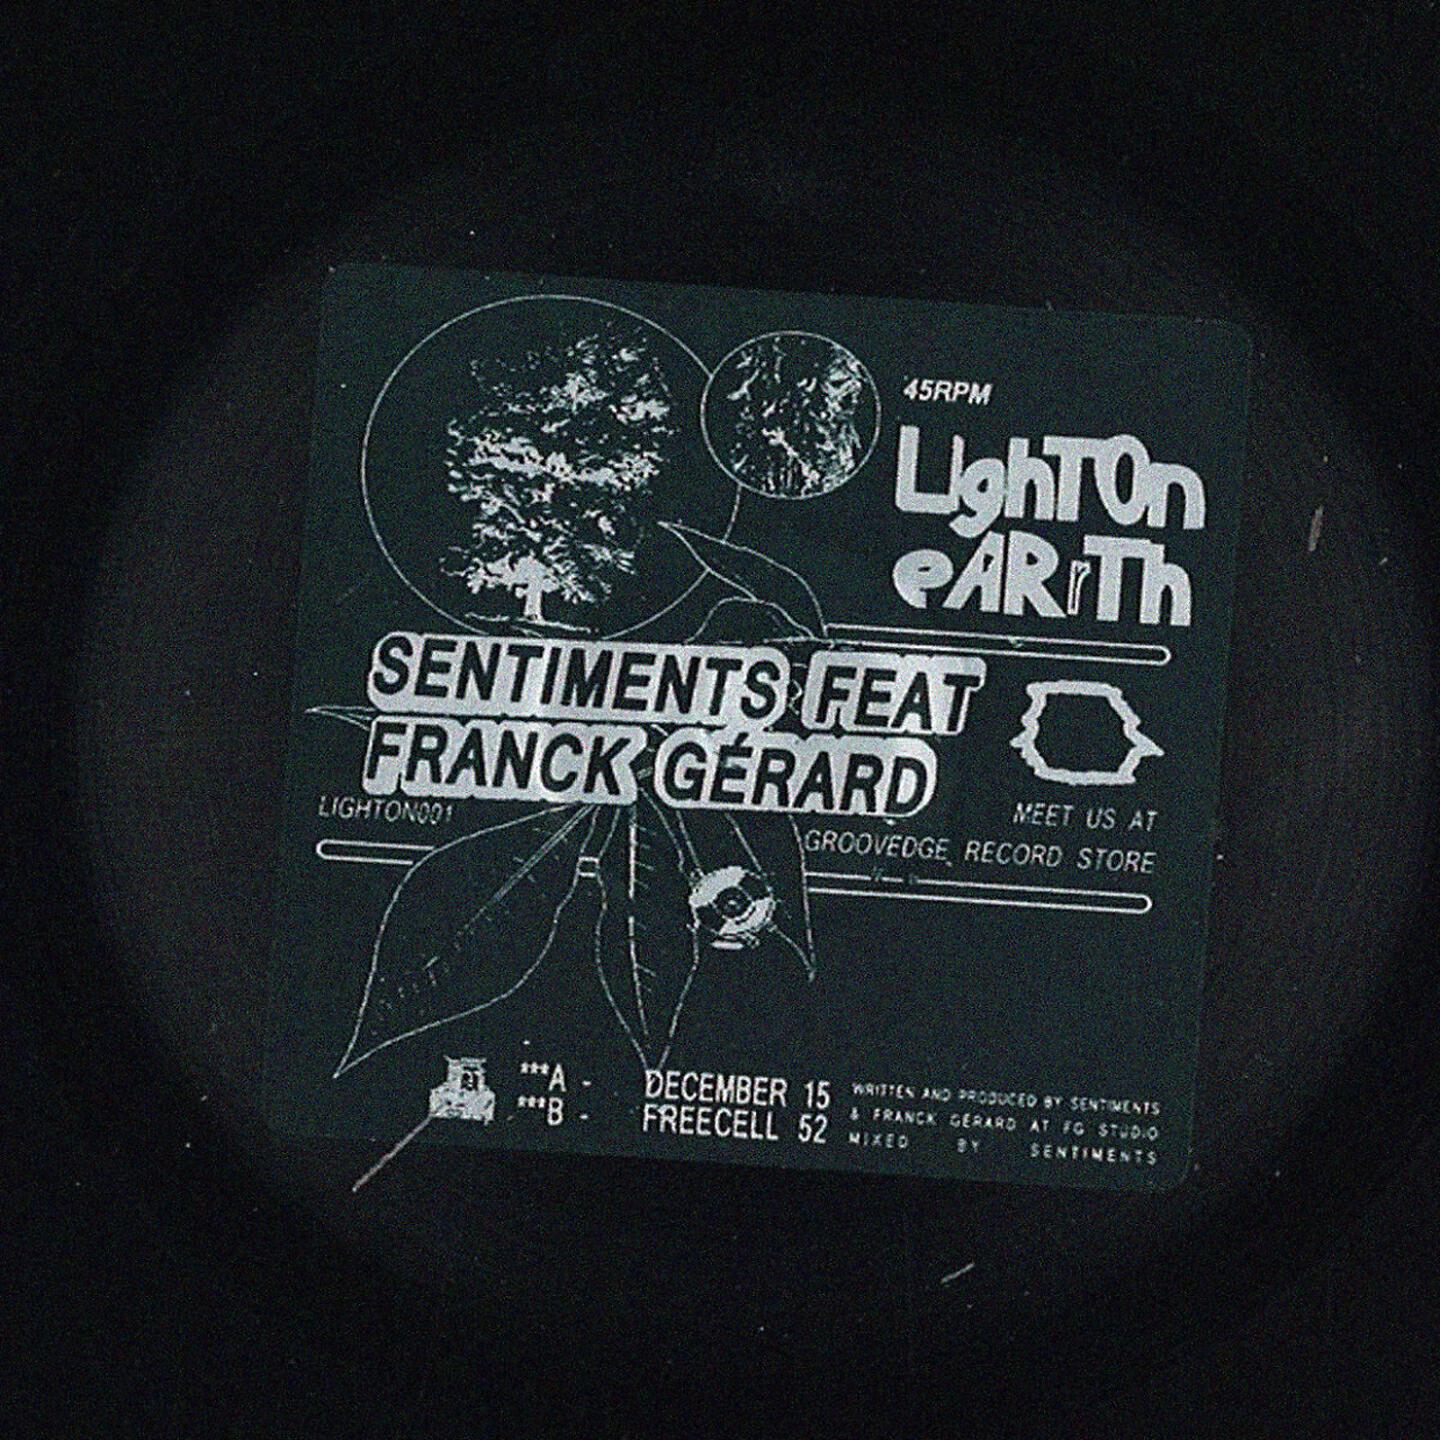 45RPM
LighTOn
eARrTh
SENTIMENTS FEAT
FRANCK GÉRARD
LIGHTON001
MEET US AT
GROOVEDGE RECORD STORE
***A - DECEMBER 15
***B - FREECELL 52
WRITTEN AND PRODUCED BY SENTIMENTS
& FRANCK GÉRARD AT FG STUDIO
MIXED BY SENTIMENTS